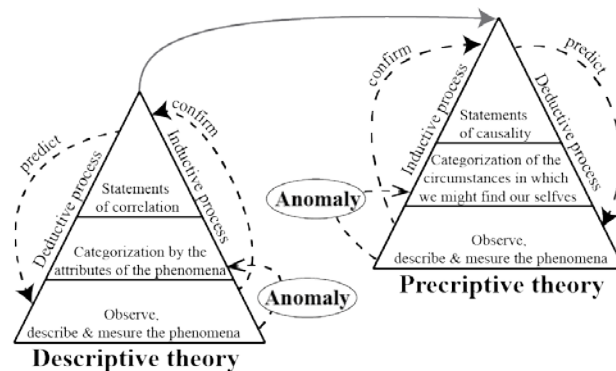 predict
Deductive process
confirm
Inductive process
Statements
of correlation
Categorization by the
attributes of the phenomena
Observe,
describe & mesure the phenomena
Anomaly
Descriptive theory
confirm
Inductive process
predict
Deductive process
Statements
of causality
Categorization of the
circumstances in which
we might find our selfves
Observe,
describe & mesure the phenomena
Anomaly
Precriptive theory